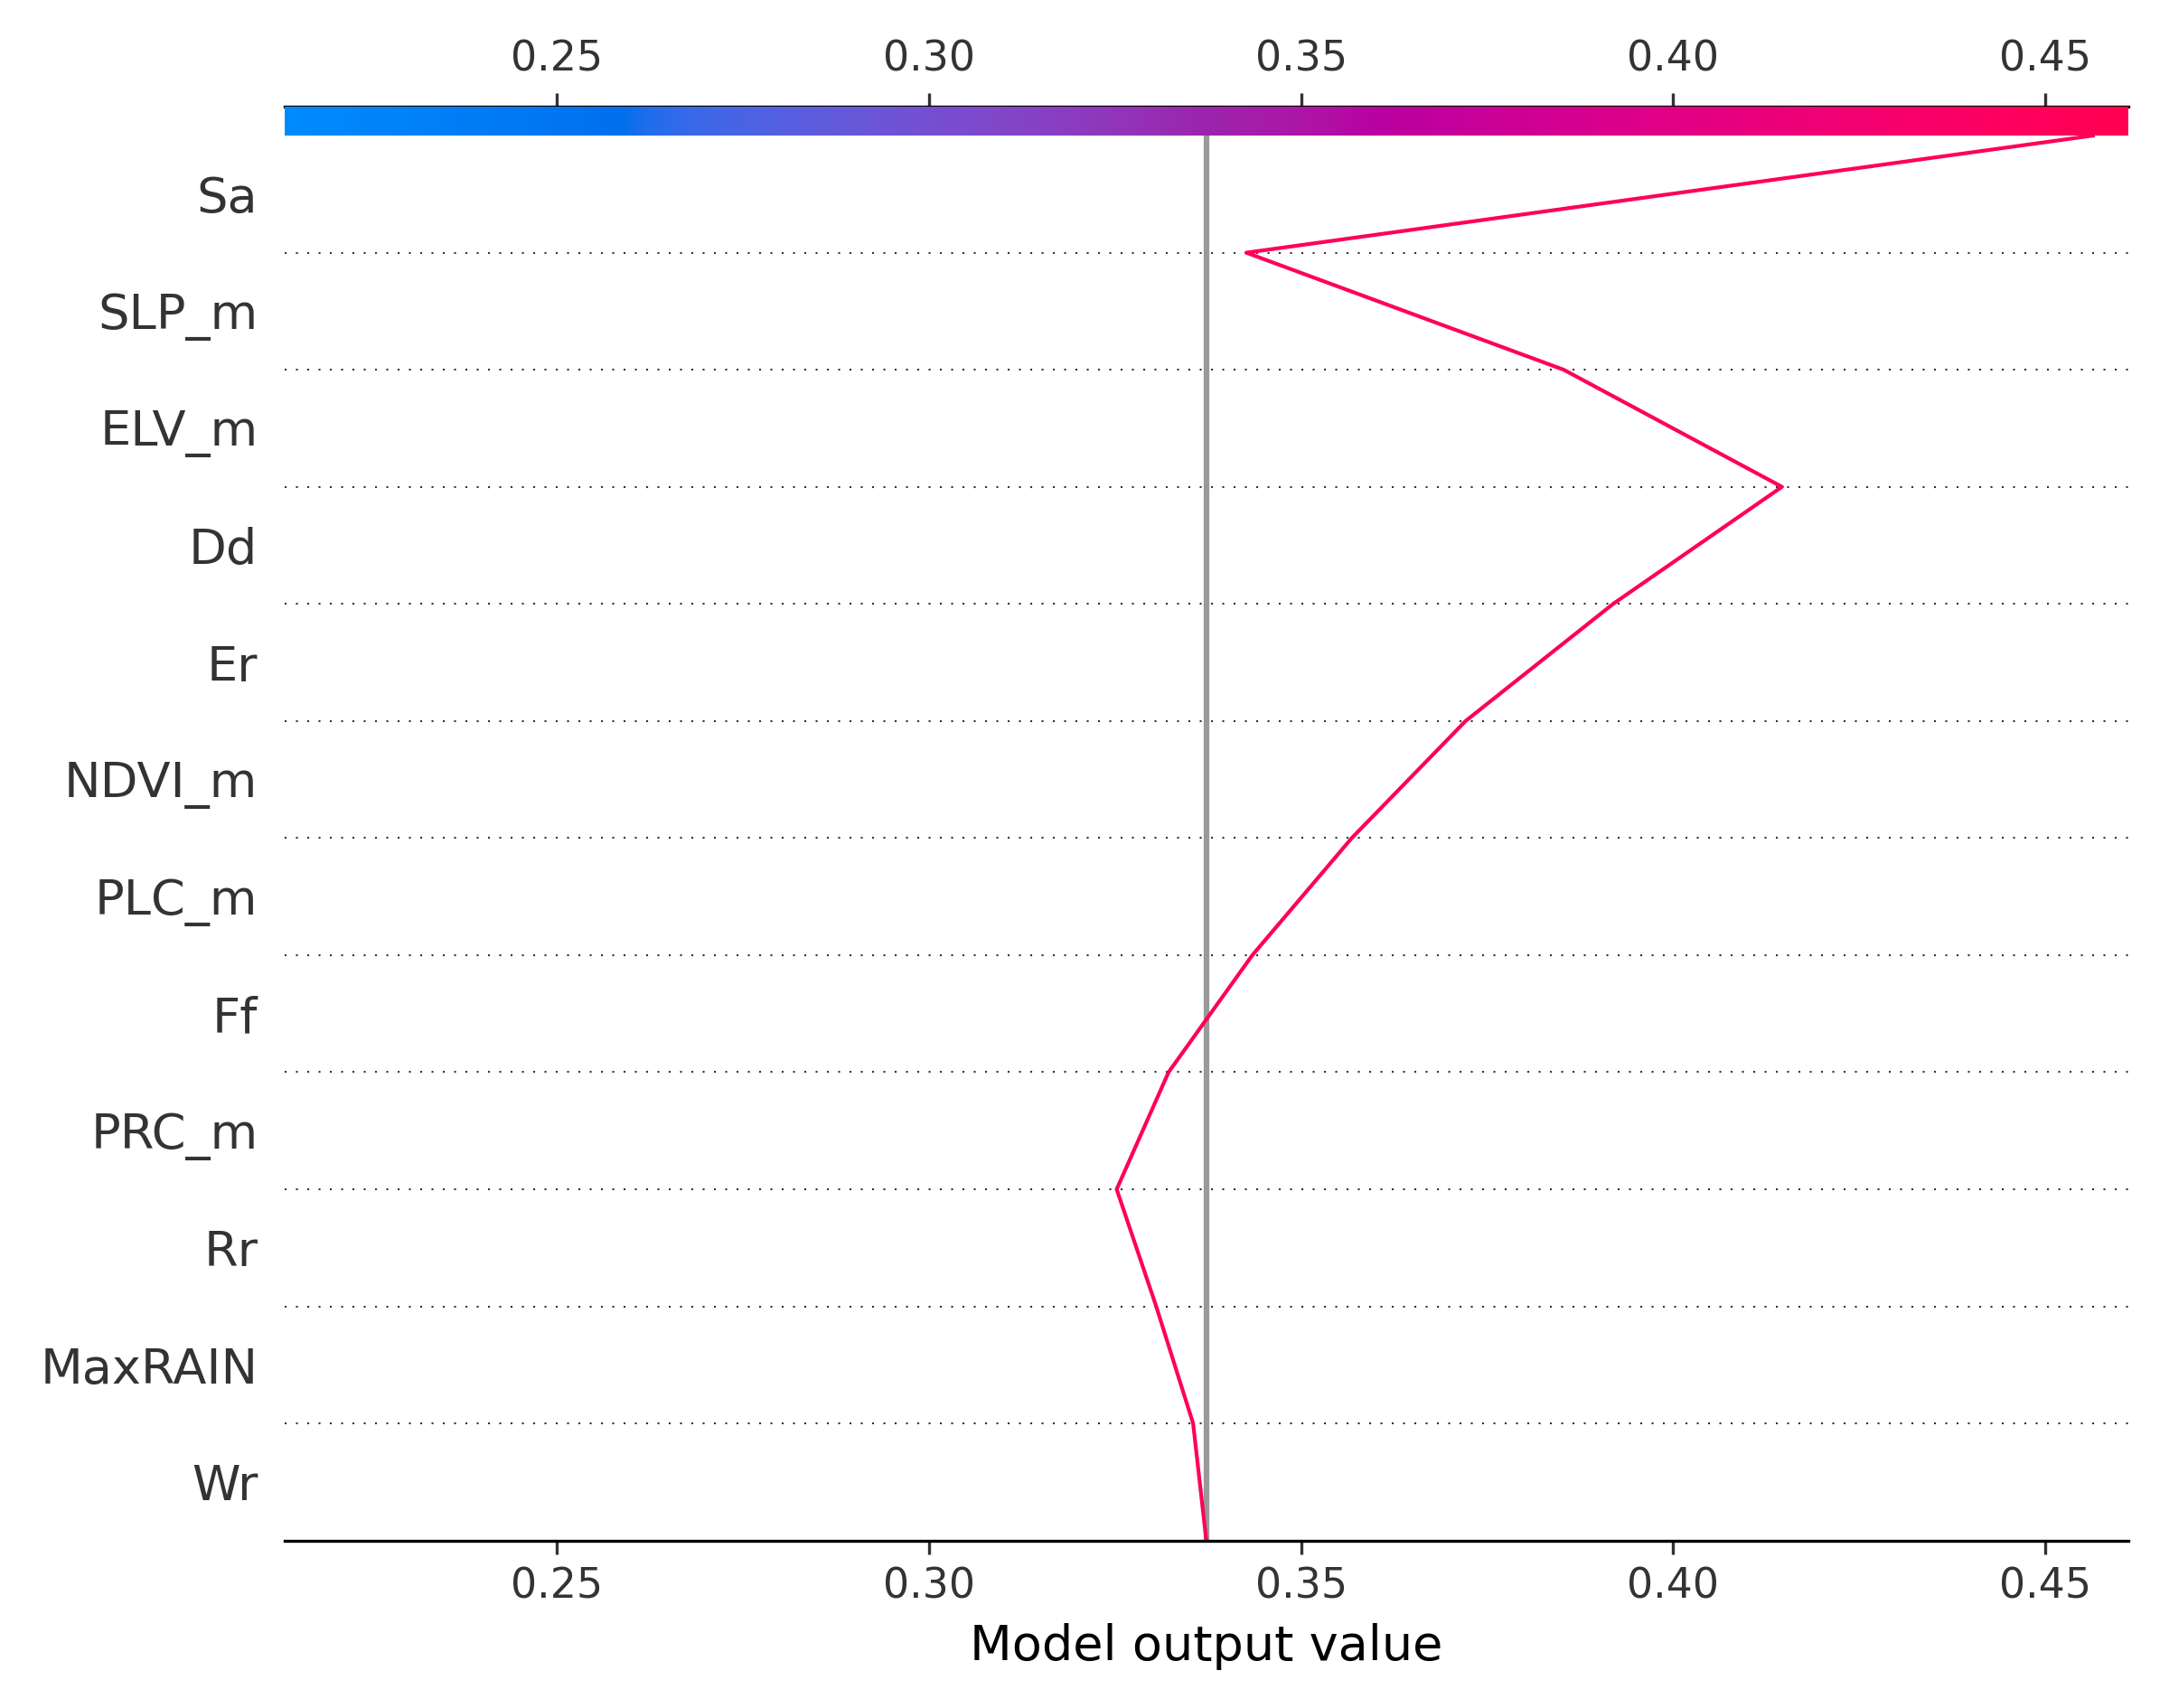 0.25 0.30 0.35 0.40 0.45
Sa
SLP_m
ELV_m
Dd
Er
NDVI_m
PLC_m
Ff
PRC_m
Rr
MaxRAIN
Wr
0.25 0.30 0.35 0.40 0.45
Model output value